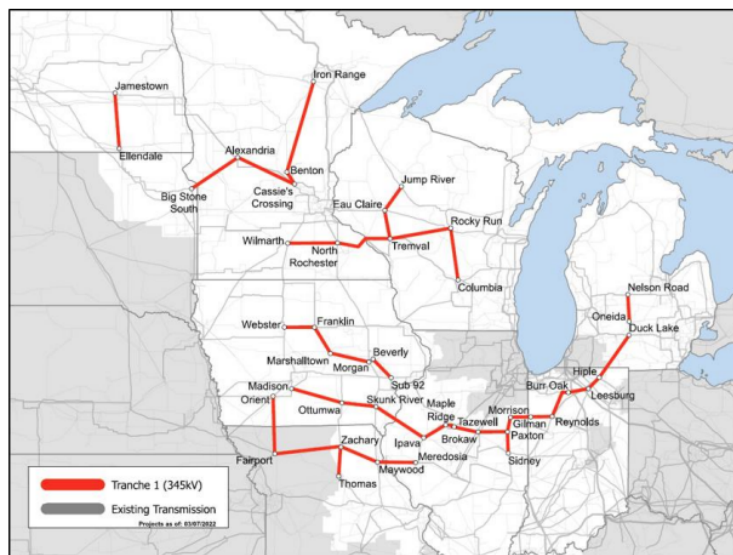 Iron Range
Jamestown
Alexandria
Ellendale
Benton
Big Stone
South
Cassie's
Crossing
Jump River
Eau Claire
Rocky Run
Wilmarth
North
Rochester
Tremval
Columbia
Nelson Road
Oneida
Duck Lake
Webster
Franklin
Marshalltown
Beverly
Morgan
Sub 92
Hiple
Madison
Orient
Burr Oak
Leesburg
Ottumwa
Skunk River
Maple
Ridge
Tazewell
Morrison
Gilman
Reynolds
Ipava
Brokaw
Paxton
Sidney
Zachary
Fairport
Maywood
Meredosia
Thomas
Tranche 1 (345kV)
Existing Transmission
Projects as of: 03/07/2022